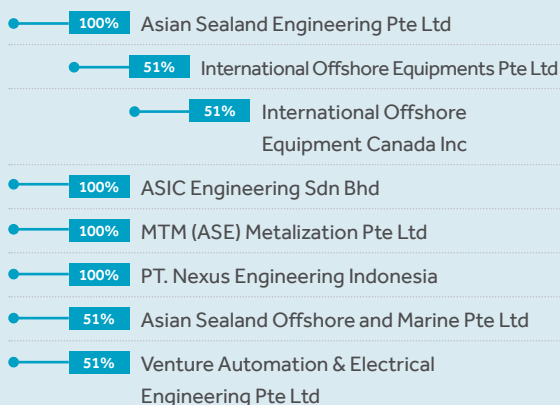 100% Asian Sealand Engineering Pte Ltd
51% International Offshore Equipments Pte Ltd
51% International Offshore
Equipment Canada Inc
100% ASIC Engineering Sdn Bhd
100% MTM (ASE) Metalization Pte Ltd
100% PT. Nexus Engineering Indonesia
51% Asian Sealand Offshore and Marine Pte Ltd
51% Venture Automation & Electrical
Engineering Pte Ltd